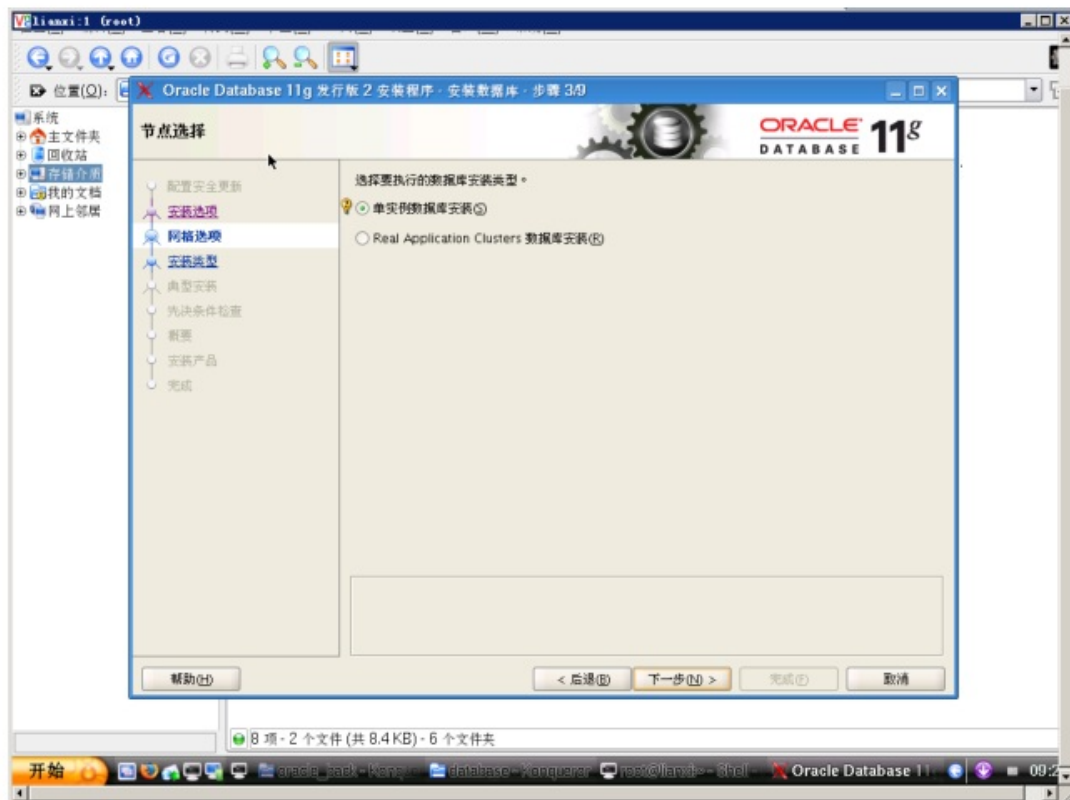 lianxi:1 (root)
位置(O):
系统
主文件夹
回收站
存储介质
我的文档
网上邻居
Oracle Database 11g 发行版 2 安装程序 - 安装数据库 - 步骤 3/9
节点选择
ORACLE
DATABASE
11g
配置安全更新
安装选项
网格选项
安装类型
典型安装
先决条件检查
概要
安装产品
完成
选择要执行的数据库安装类型。
单实例数据库安装(S)
Real Application Clusters 数据库安装(R)
帮助(H)
< 后退(B)
下一步(N) >
完成(F)
取消
8 项 - 2 个文件 (共 8.4 KB) - 6 个文件夹
开始
database - Konqueror
Oracle Database 11